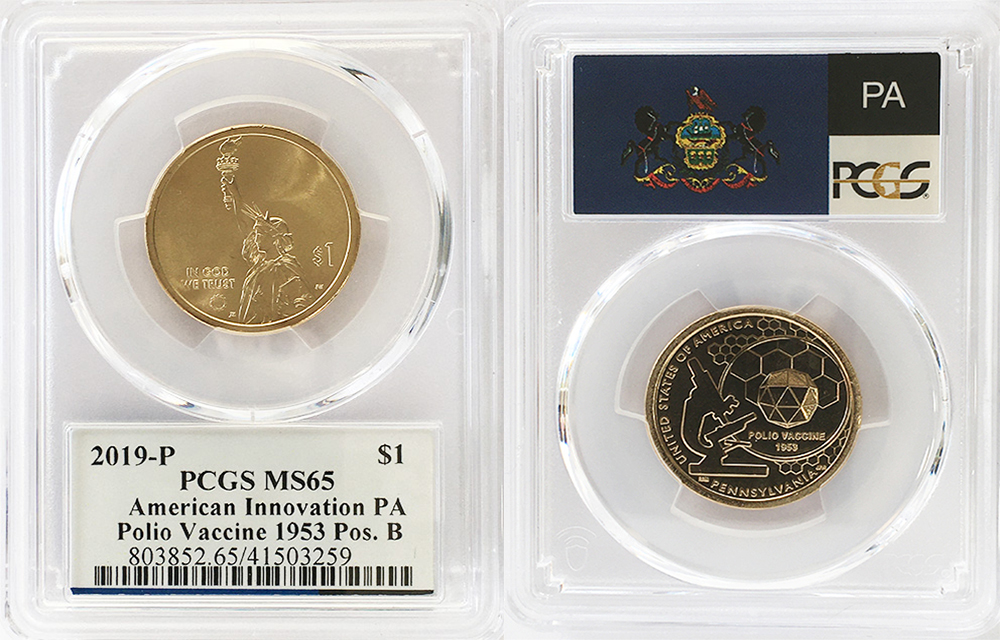 IN GOD
WE TRUST
$1
2019-P $1
PCGS MS65
American Innovation PA
Polio Vaccine 1953 Pos. B
803852.65/41503259
PA
PCGS
UNITED STATES OF AMERICA
POLIO VACCINE
1953
PENNSYLVANIA